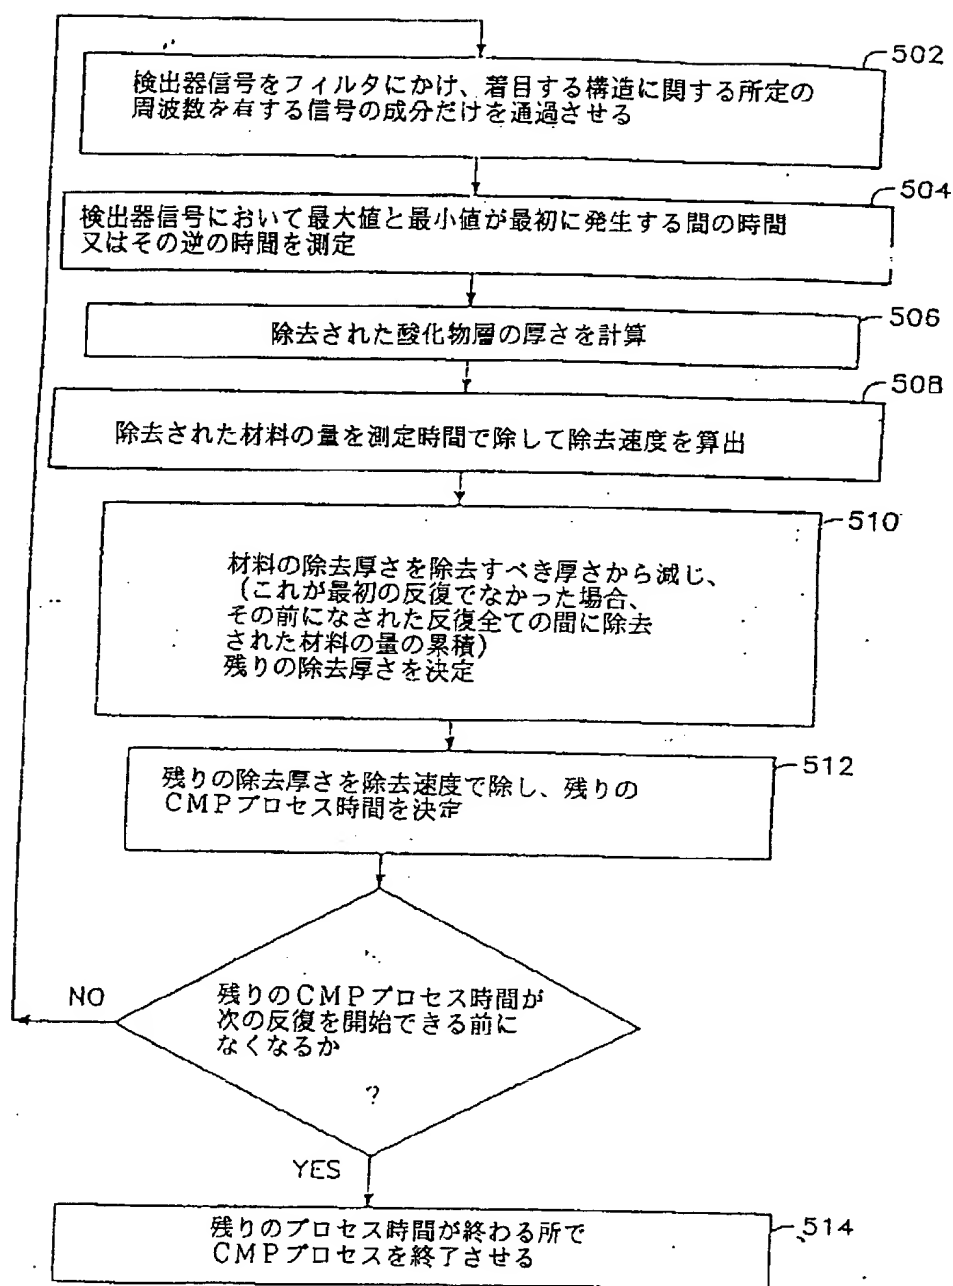 502
検出器信号をフィルタにかけ、着目する構造に関する所定の
周波数を有する信号の成分だけを通過させる
504
検出器信号において最大値と最小値が最初に発生する間の時間
又はその逆の時間を測定
506
除去された酸化物層の厚さを計算
508
除去された材料の量を測定時間で除して除去速度を算出
510
材料の除去厚さを除去すべき厚さから減じ、
(これが最初の反復でなかった場合、
その前になされた反復全ての間に除去
された材料の量の累積)
残りの除去厚さを決定
512
残りの除去厚さを除去速度で除し、残りの
CMPプロセス時間を決定
NO
残りのCMPプロセス時間が
次の反復を開始できる前に
なくなるか
?
YES
514
残りのプロセス時間が終わる所で
CMPプロセスを終了させる